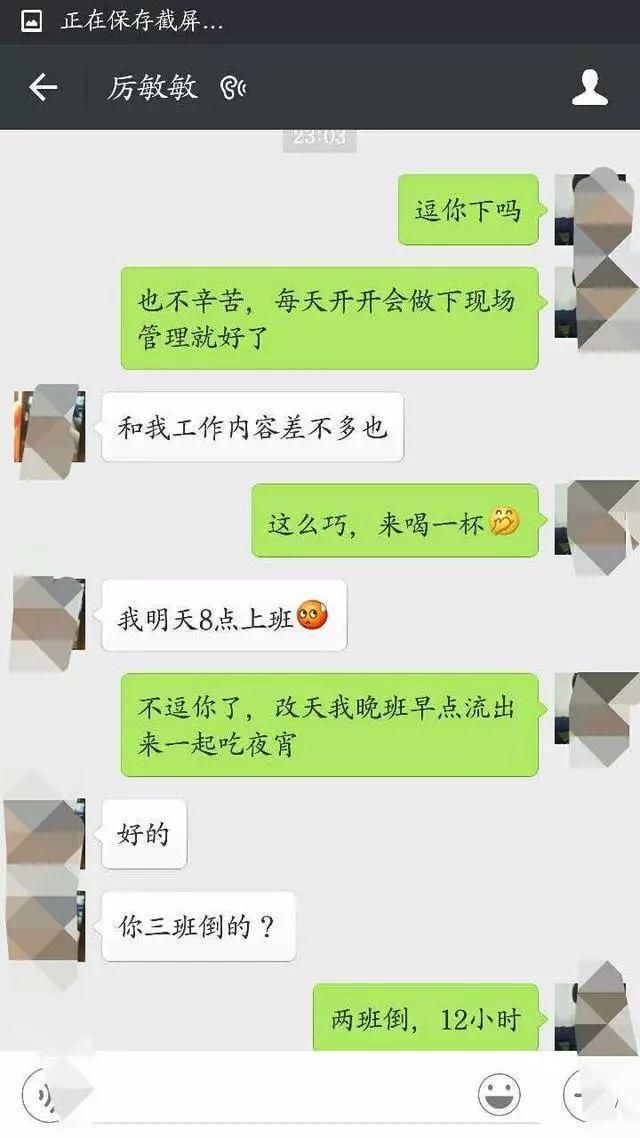 正在保存截屏...
厉敏敏
23:03
逗你下吗
也不辛苦，每天开开会做下现场
管理就好了
和我工作内容差不多也
这么巧，来喝一杯
我明天8点上班
不逗你了，改天我晚班早点流出
来一起吃夜宵
好的
你三班倒的？
两班倒，12小时